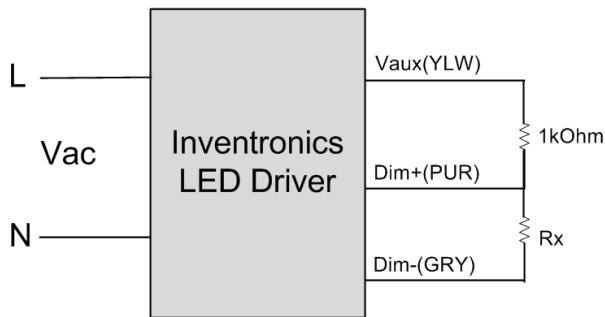 L
Vac
N
Inventronics
LED Driver
Vaux(YLW)
1kOhm
Dim+(PUR)
Rx
Dim-(GRY)